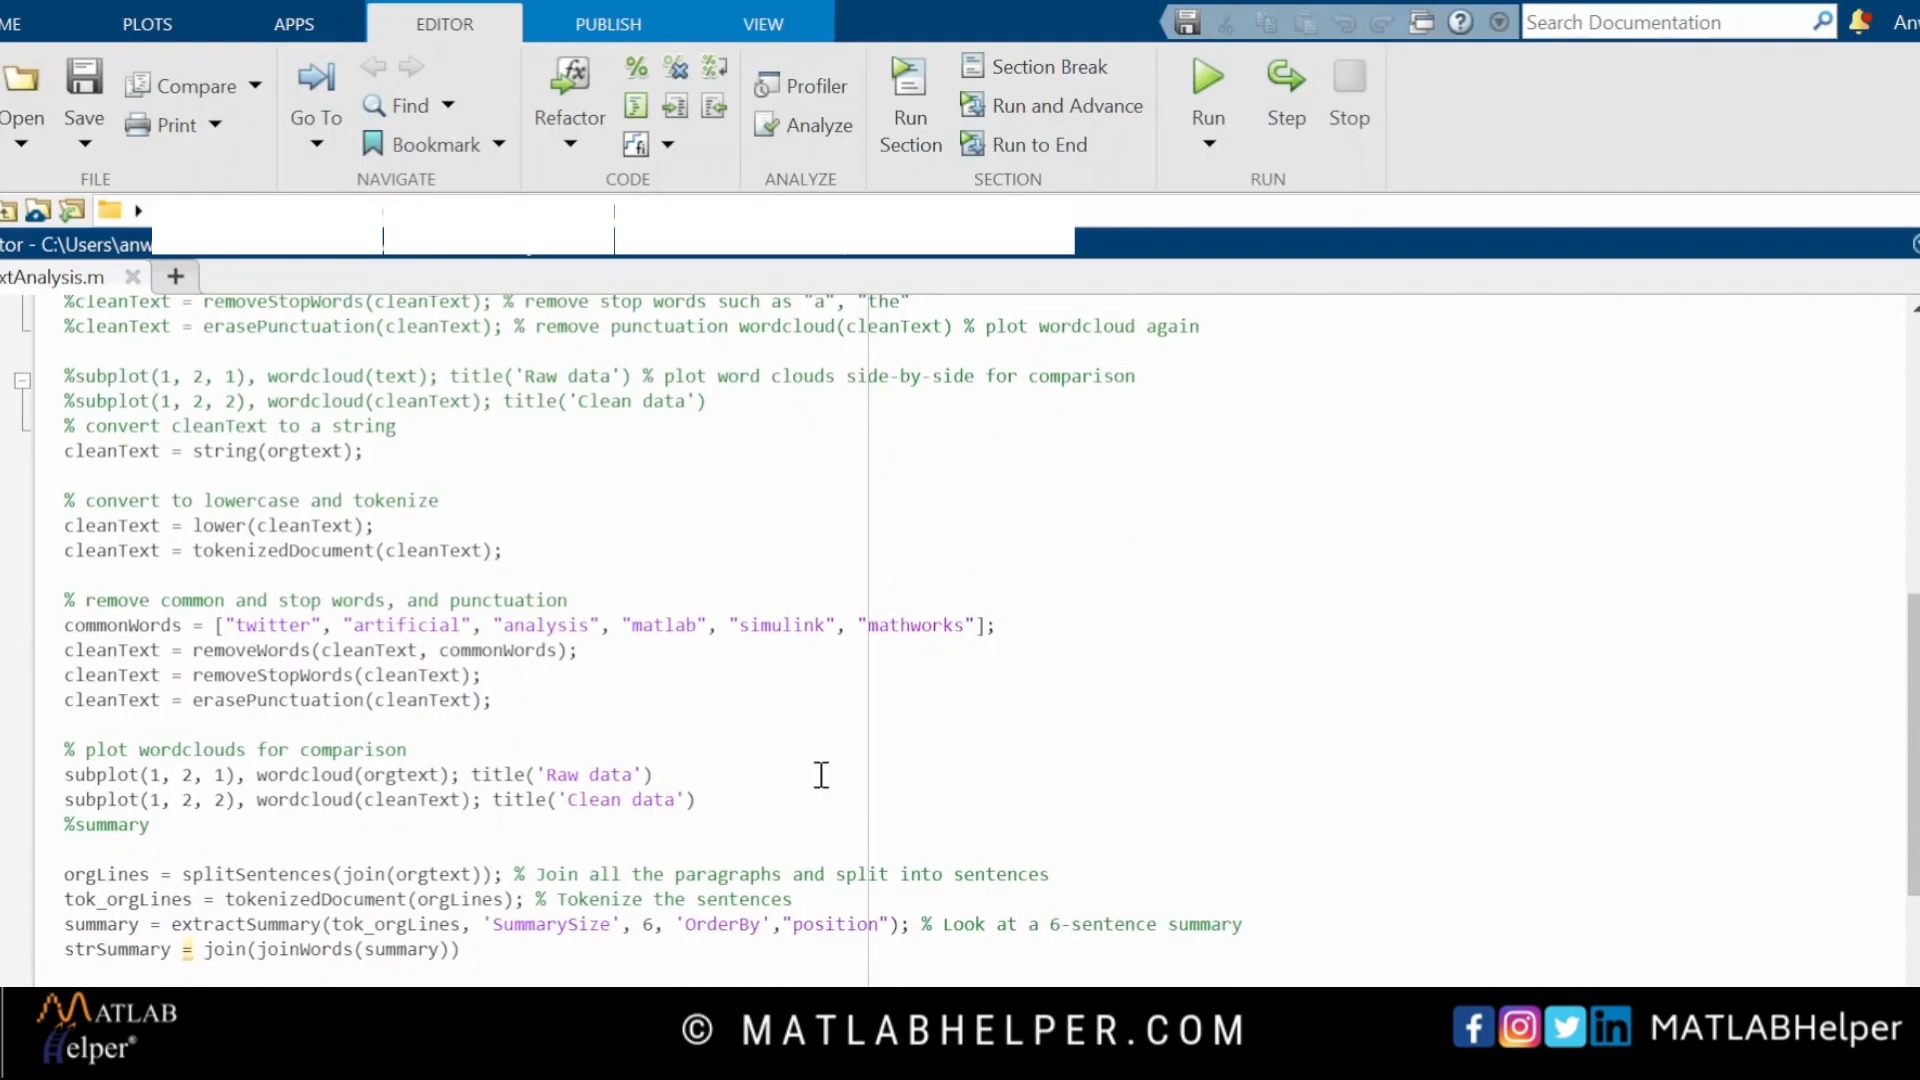 ME PLOTS APPS EDITOR PUBLISH VIEW Search Documentation An
Open Save Compare Print Go To Find Bookmark Refactor Profiler Analyze Run Section Section Break Run and Advance Run to End Run Step Stop
FILE NAVIGATE CODE ANALYZE SECTION RUN
tor - C:\Users\anw
xtAnalysis.m
%cleanText = removeStopWords(cleanText); % remove stop words such as "a", "the"
%cleanText = erasePunctuation(cleanText); % remove punctuation wordcloud(cleanText) % plot wordcloud again
%subplot(1, 2, 1), wordcloud(text); title('Raw data') % plot word clouds side-by-side for comparison
%subplot(1, 2, 2), wordcloud(cleanText); title('Clean data')
% convert cleanText to a string
cleanText = string(orgtext);
% convert to lowercase and tokenize
cleanText = lower(cleanText);
cleanText = tokenizedDocument(cleanText);
% remove common and stop words, and punctuation
commonWords = ["twitter", "artificial", "analysis", "matlab", "simulink", "mathworks"];
cleanText = removeWords(cleanText, commonWords);
cleanText = removeStopWords(cleanText);
cleanText = erasePunctuation(cleanText);
% plot wordclouds for comparison
subplot(1, 2, 1), wordcloud(orgtext); title('Raw data')
subplot(1, 2, 2), wordcloud(cleanText); title('Clean data')
%summary
orgLines = splitSentences(join(orgtext)); % Join all the paragraphs and split into sentences
tok_orgLines = tokenizedDocument(orgLines); % Tokenize the sentences
summary = extractSummary(tok_orgLines, 'SummarySize', 6, 'OrderBy',"position"); % Look at a 6-sentence summary
strSummary = join(joinWords(summary))
MATLAB Helper® © MATLABHELPER.COM MATLABHelper